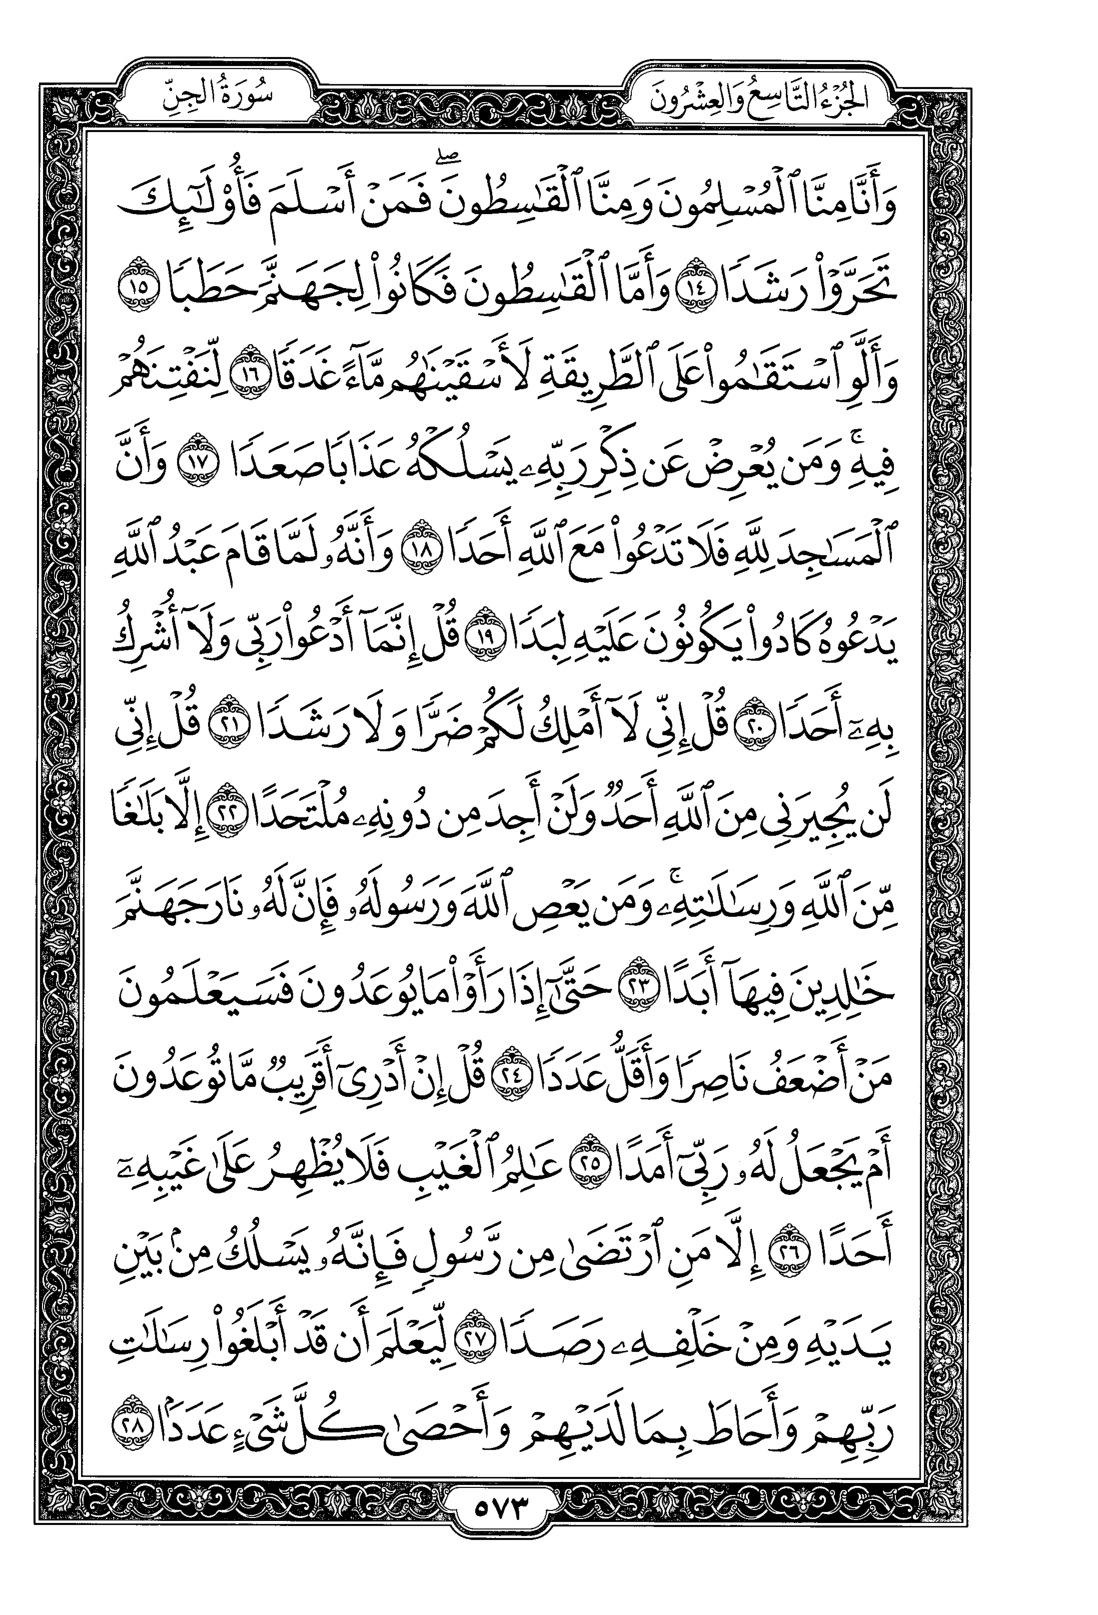 الجُزْءُ التَّاسِعُ وَالعِشْرُونَ
سُورَةُ الجِنِّ
وَأَنَّا مِنَّا ٱلْمُسْلِمُونَ وَمِنَّا ٱلْقَـٰسِطُونَ ۖ فَمَنْ أَسْلَمَ فَأُو۟لَـٰٓئِكَ
تَحَرَّوْا۟ رَشَدًا ١٤ وَأَمَّا ٱلْقَـٰسِطُونَ فَكَانُوا۟ لِجَهَنَّمَ حَطَبًا ١٥
وَأَلَّوِ ٱسْتَقَـٰمُوا۟ عَلَى ٱلطَّرِيقَةِ لَأَسْقَيْنَـٰهُم مَّآءً غَدَقًا ١٦ لِّنَفْتِنَهُمْ
فِيهِ ۚ وَمَن يُعْرِضْ عَن ذِكْرِ رَبِّهِۦ يَسْلُكْهُ عَذَابًا صَعَدًا ١٧ وَأَنَّ
ٱلْمَسَـٰجِدَ لِلَّهِ فَلَا تَدْعُوا۟ مَعَ ٱللَّهِ أَحَدًا ١٨ وَأَنَّهُۥ لَمَّا قَامَ عَبْدُ ٱللَّهِ
يَدْعُوهُ كَادُوا۟ يَكُونُونَ عَلَيْهِ لِبَدًا ١٩ قُلْ إِنَّمَآ أَدْعُوا۟ رَبِّى وَلَآ أُشْرِكُ
بِهِۦٓ أَحَدًا ٢٠ قُلْ إِنِّى لَآ أَمْلِكُ لَكُمْ ضَرًّا وَلَا رَشَدًا ٢١ قُلْ إِنِّى
لَن يُجِيرَنِى مِنَ ٱللَّهِ أَحَدٌ وَلَنْ أَجِدَ مِن دُونِهِۦ مُلْتَحَدًا ٢٢ إِلَّا بَلَـٰغًا
مِّنَ ٱللَّهِ وَرِسَـٰلَـٰتِهِۦ ۚ وَمَن يَعْصِ ٱللَّهَ وَرَسُولَهُۥ فَإِنَّ لَهُۥ نَارَ جَهَنَّمَ
خَـٰلِدِينَ فِيهَآ أَبَدًا ٢٣ حَتَّىٰٓ إِذَا رَأَوْا۟ مَا يُوعَدُونَ فَسَيَعْلَمُونَ
مَنْ أَضْعَفُ نَاصِرًا وَأَقَلُّ عَدَدًا ٢٤ قُلْ إِنْ أَدْرِىٓ أَقَرِيبٌ مَّا تُوعَدُونَ
أَمْ يَجْعَلُ لَهُۥ رَبِّىٓ أَمَدًا ٢٥ عَـٰلِمُ ٱلْغَيْبِ فَلَا يُظْهِرُ عَلَىٰ غَيْبِهِۦٓ
أَحَدًا ٢٦ إِلَّا مَنِ ٱرْتَضَىٰ مِن رَّسُولٍ فَإِنَّهُۥ يَسْلُكُ مِنۢ بَيْنِ
يَدَيْهِ وَمِنْ خَلْفِهِۦ رَصَدًا ٢٧ لِّيَعْلَمَ أَن قَدْ أَبْلَغُوا۟ رِسَـٰلَـٰتِ
رَبِّهِمْ وَأَحَاطَ بِمَا لَدَيْهِمْ وَأَحْصَىٰ كُلَّ شَىْءٍ عَدَدًۢا ٢٨
٥٧٣